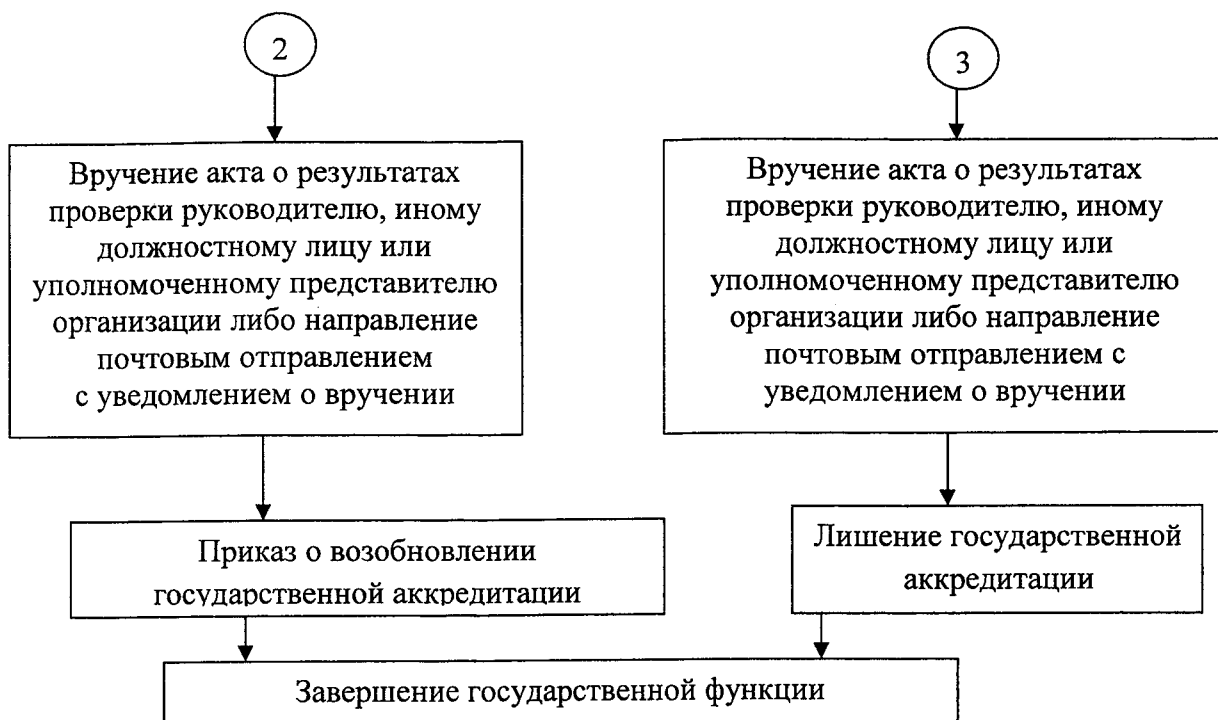 2
Вручение акта о результатах
проверки руководителю, иному
должностному лицу или
уполномоченному представителю
организации либо направление
почтовым отправлением
с уведомлением о вручении
Приказ о возобновлении
государственной аккредитации
3
Вручение акта о результатах
проверки руководителю, иному
должностному лицу или
уполномоченному представителю
организации либо направление
почтовым отправлением с
уведомлением о вручении
Лишение государственной
аккредитации
Завершение государственной функции